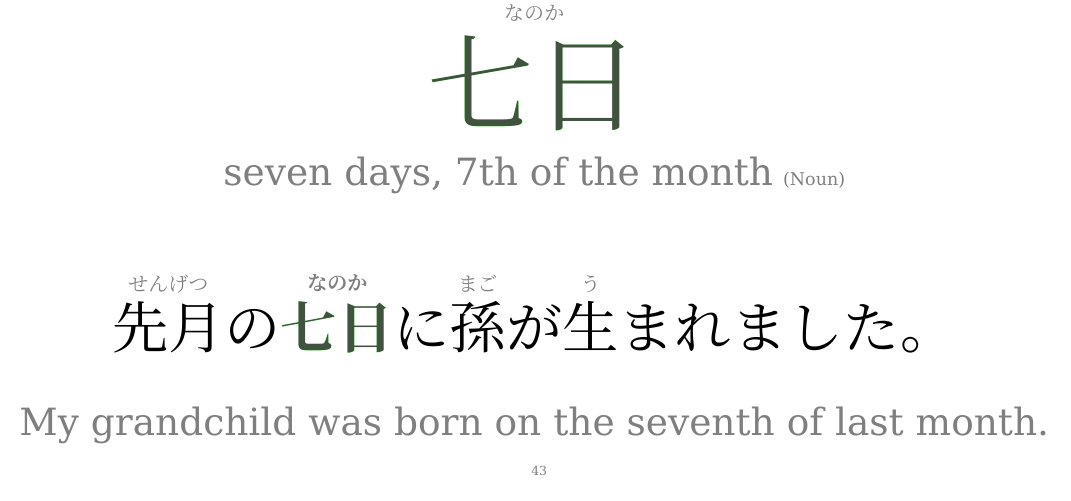 なのか
七日
seven days, 7th of the month (Noun)
せんげつ なのか まご う
先月の七日に孫が生まれました。
My grandchild was born on the seventh of last month.
43